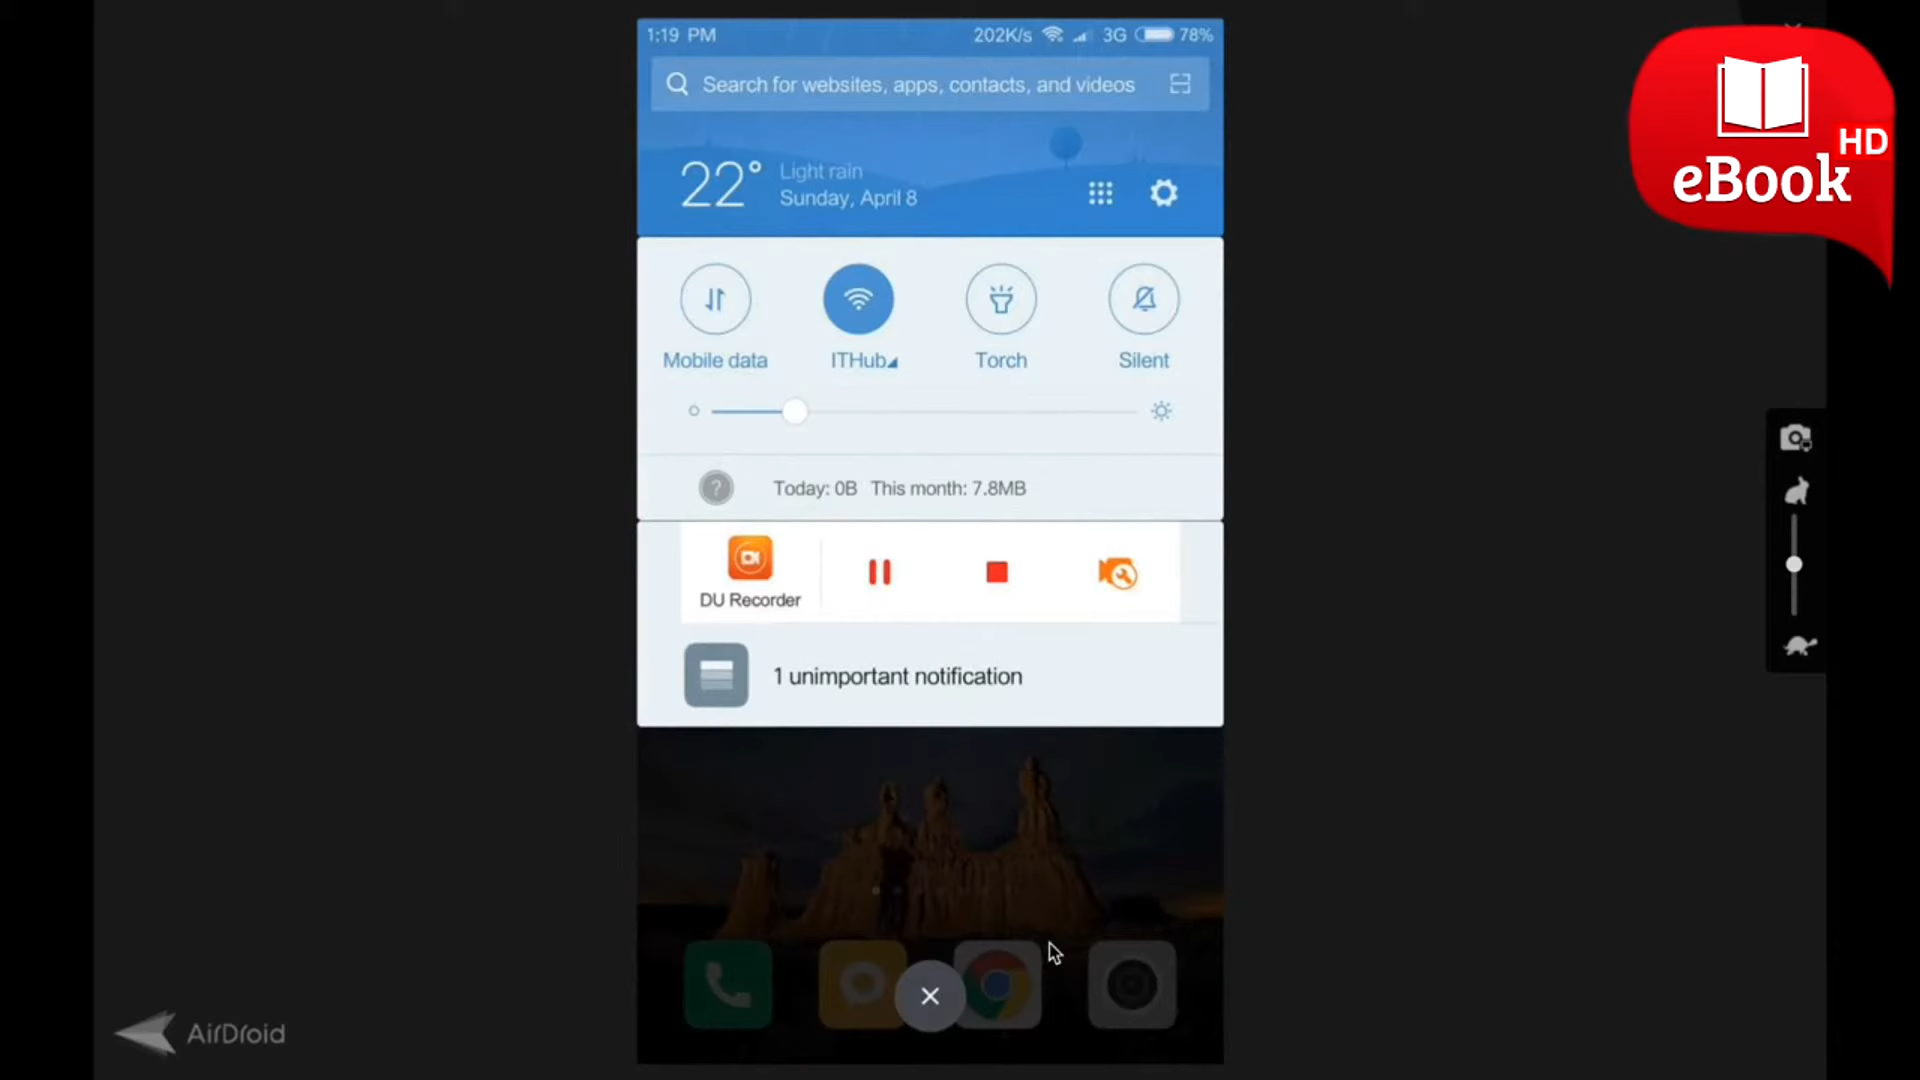 1:19 PM 202K/s 3G 78%
Search for websites, apps, contacts, and videos
22° Light rain
Sunday, April 8
Mobile data ITHub Torch Silent
? Today: 0B This month: 7.8MB
DU Recorder
1 unimportant notification
HD
eBook
AirDroid